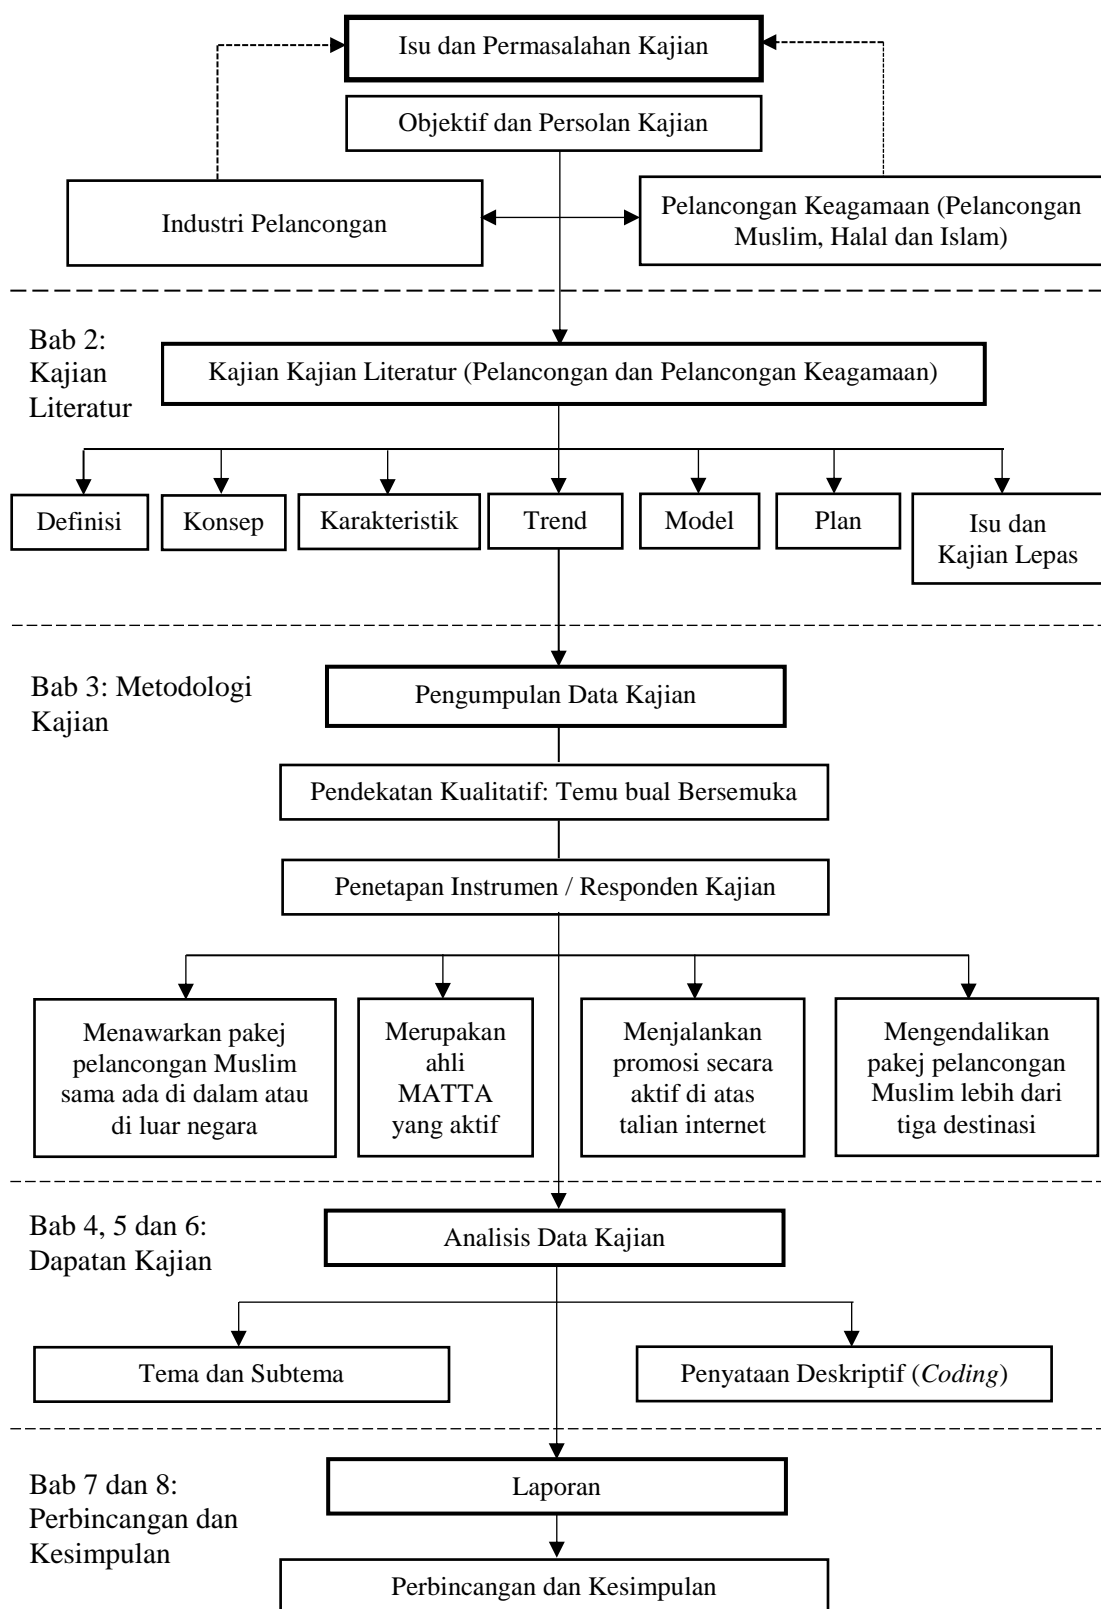 Isu dan Permasalahan Kajian
Objektif dan Persolan Kajian
Industri Pelancongan
Pelancongan Keagamaan (Pelancongan
Muslim, Halal dan Islam)
Bab 2:
Kajian
Literatur
Kajian Kajian Literatur (Pelancongan dan Pelancongan Keagamaan)
Definisi
Konsep
Karakteristik
Trend
Model
Plan
Isu dan
Kajian Lepas
Bab 3: Metodologi
Kajian
Pengumpulan Data Kajian
Pendekatan Kualitatif: Temu bual Bersemuka
Penetapan Instrumen / Responden Kajian
Menawarkan pakej
pelancongan Muslim
sama ada di dalam atau
di luar negara
Merupakan
ahli
MATTA
yang aktif
Menjalankan
promosi secara
aktif di atas
talian internet
Mengendalikan
pakej pelancongan
Muslim lebih dari
tiga destinasi
Bab 4, 5 dan 6:
Dapatan Kajian
Analisis Data Kajian
Tema dan Subtema
Penyataan Deskriptif (Coding)
Bab 7 dan 8:
Perbincangan dan
Kesimpulan
Laporan
Perbincangan dan Kesimpulan